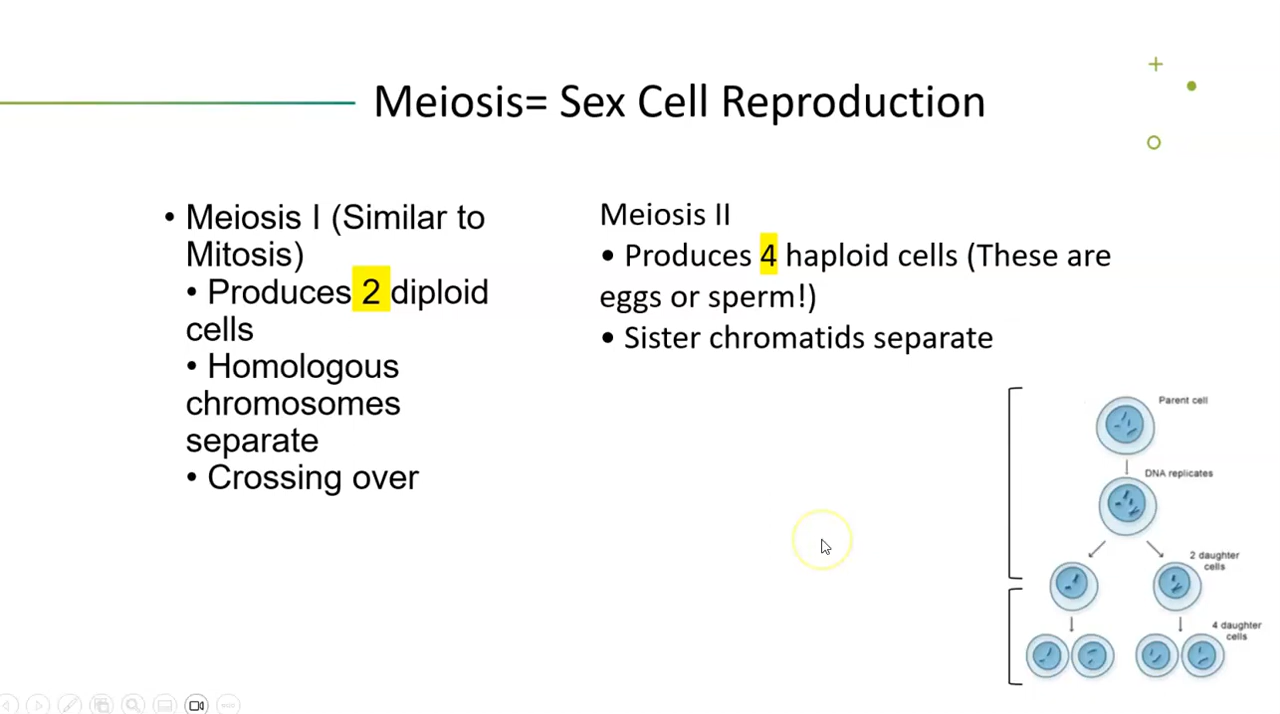 Meiosis= Sex Cell Reproduction
• Meiosis I (Similar to
Mitosis)
• Produces 2 diploid
cells
• Homologous
chromosomes
separate
• Crossing over
Meiosis II
• Produces 4 haploid cells (These are
eggs or sperm!)
• Sister chromatids separate
Parent cell
DNA replicates
2 daughter
cells
4 daughter
cells